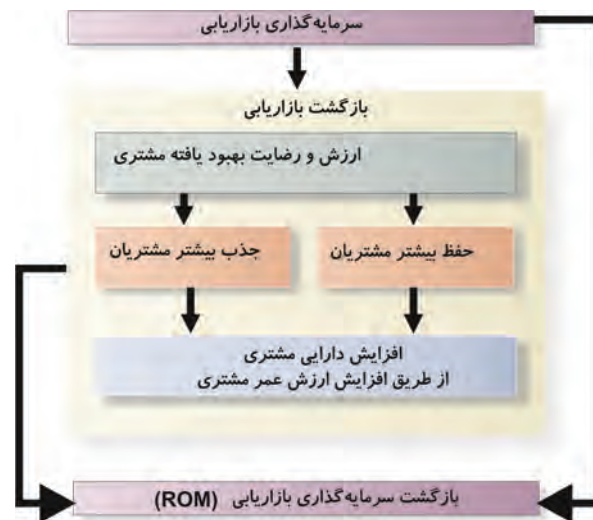 سرمایه‌گذاری بازاریابی
بازگشت بازاریابی
ارزش و رضایت بهبود یافته مشتری
حفظ بیشتر مشتریان
جذب بیشتر مشتریان
افزایش دارایی مشتری
از طریق افزایش ارزش عمر مشتری
بازگشت سرمایه‌گذاری بازاریابی (ROM)